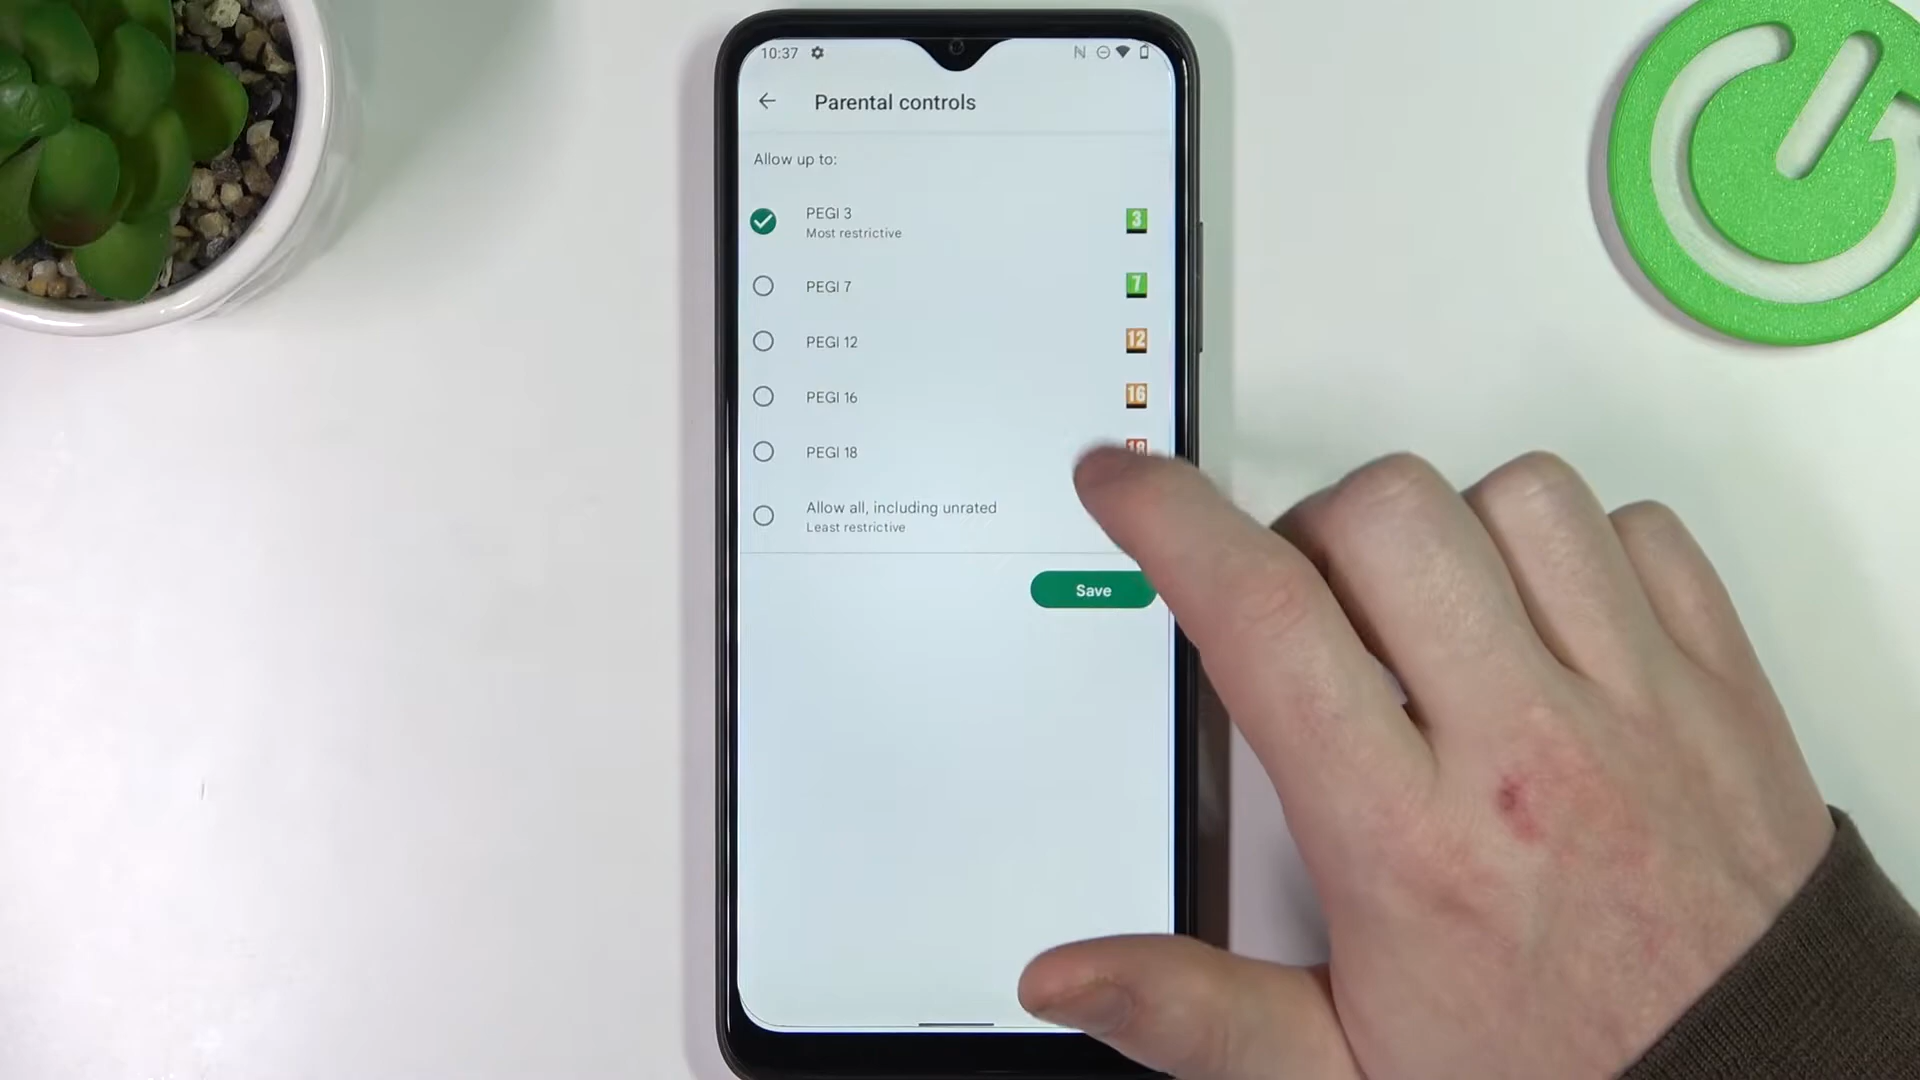 10:37
Parental controls
Allow up to:
PEGI 3
Most restrictive
3
PEGI 7
7
PEGI 12
12
PEGI 16
16
PEGI 18
18
Allow all, including unrated
Least restrictive
Save